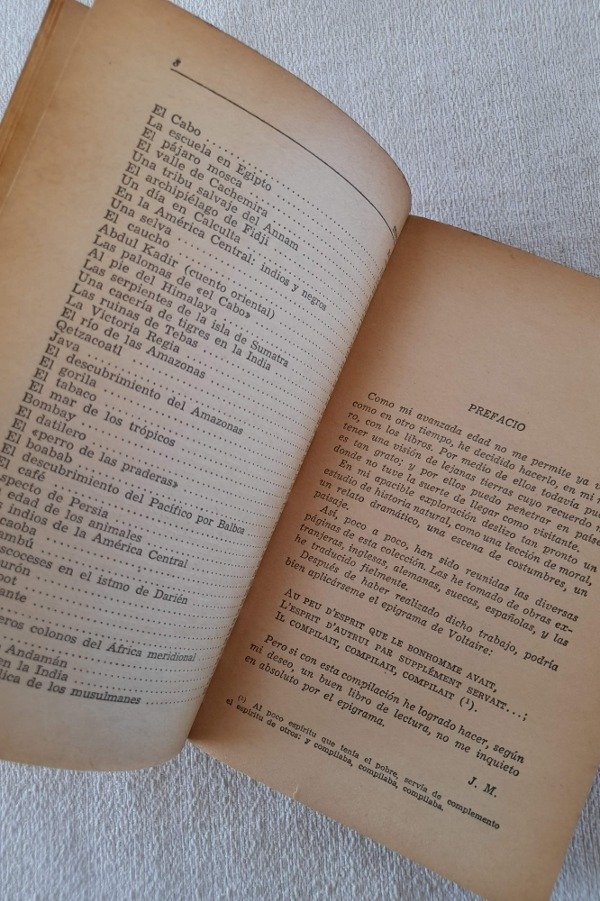 8
El Cabo
La escuela en Egipto
El pájaro mosca
El valle de Cachemira
Una tribu salvaje del Annam
El archipiélago de Fidji
Un día en Calcuta
En la América Central: indios y negros
Una selva
El caucho
Abdul Kadir (cuento oriental)
Las palomas de «el Cabo»
Al pie del Himalaya
Las serpientes de la isla de Sumatra
Una cacería de tigres en la India
Las ruinas de Tebas
La Victoria Regia
El río de las Amazonas
Qetzacoatl
Java
El descubrimiento del Amazonas
El gorila
El tabaco
El mar de los trópicos
Bombay
El datilero
El «perro de las praderas»
El boabab
El descubrimiento del Pacífico por Balboa
El café
specto de Persia
edad de los animales
s indios de la América Central
caoba
ambú
scoceses en el istmo de Darién
urón
pot
ante
eros colonos del África meridional
Andamán
en la India
lica de los musulmanes
PREFACIO
Como mi avanzada edad no me permite ya v
como en otro tiempo, he decidido hacerlo, en mi r
ro, con los libros. Por medio de ellos todavía pue
tener una visión de lejanas tierras cuyo recuerdo m
es tan grato; y por ellos puedo penetrar en paíse
donde no tuve la suerte de llegar como visitante.
En mi apacible exploración deslizo tan pronto un
estudio de historia natural, como una lección de moral,
un relato dramático, una escena de costumbres, un
paisaje.
Así, poco a poco, han sido reunidas las diversas
páginas de esta colección. Las he tomado de obras ex-
tranjeras, inglesas, alemanas, suecas, españolas, y las
he traducido fielmente.
Después de haber realizado dicho trabajo, podría
bien aplicárseme el epigrama de Voltaire:
AU PEU D'ESPRIT QUE LE BONHOMME AVAIT,
L'ESPRIT D'AUTRUI PAR SUPPLÉMENT SERVAIT...;
IL COMPILAIT, COMPILAIT, COMPILAIT (¹).
Pero si con esta compilación he logrado hacer, según
mi deseo, un buen libro de lectura, no me inquieto
en absoluto por el epigrama.
J. M.
(¹) Al poco espíritu que tenía el pobre, servía de complemento
el espíritu de otros: y compilaba, compilaba, compilaba.